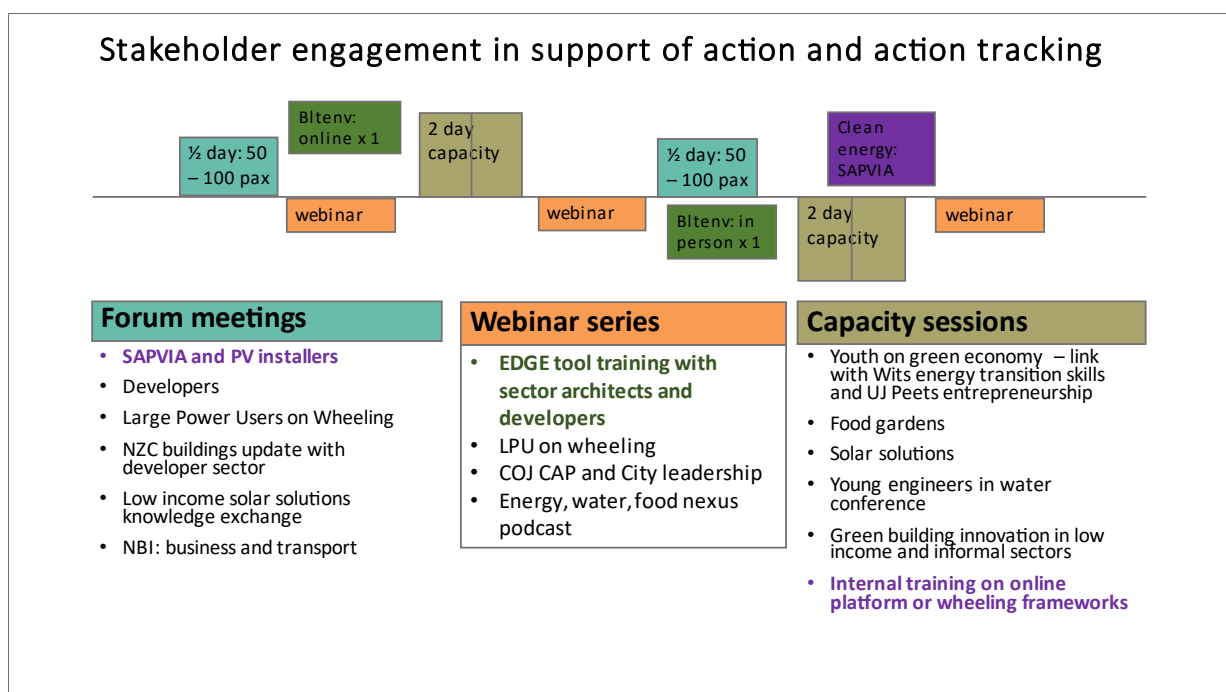 Stakeholder engagement in support of action and action tracking
½ day: 50
– 100 pax
Bltenv:
online x 1
webinar
2 day
capacity
webinar
½ day: 50
– 100 pax
Bltenv: in
person x 1
Clean
energy:
SAPVIA
2 day
capacity
webinar
Forum meetings
• SAPVIA and PV installers
• Developers
• Large Power Users on Wheeling
• NZC buildings update with
developer sector
• Low income solar solutions
knowledge exchange
• NBI: business and transport
Webinar series
• EDGE tool training with
sector architects and
developers
• LPU on wheeling
• COJ CAP and City leadership
• Energy, water, food nexus
podcast
Capacity sessions
• Youth on green economy – link
with Wits energy transition skills
and UJ Peets entrepreneurship
• Food gardens
• Solar solutions
• Young engineers in water
conference
• Green building innovation in low
income and informal sectors
• Internal training on online
platform or wheeling frameworks